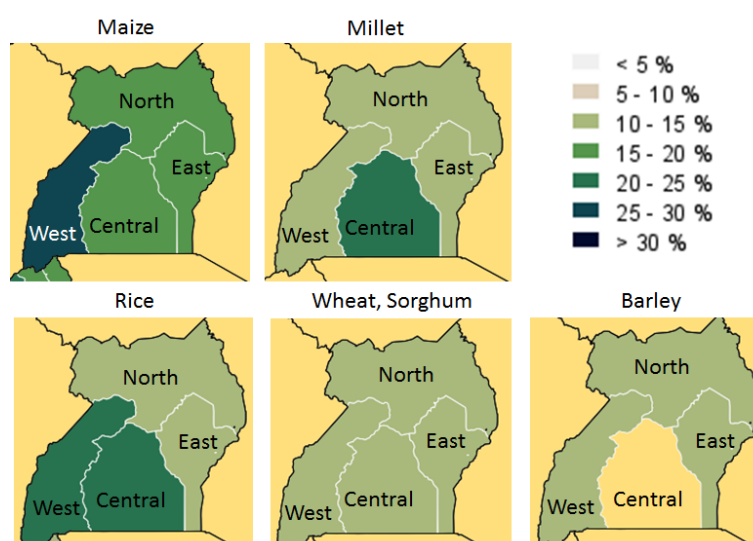 Maize
North
East
West
Central
Millet
North
East
West
Central
< 5 %
5 - 10 %
10 - 15 %
15 - 20 %
20 - 25 %
25 - 30 %
> 30 %
Rice
North
East
West
Central
Wheat, Sorghum
North
East
West
Central
Barley
North
East
West
Central